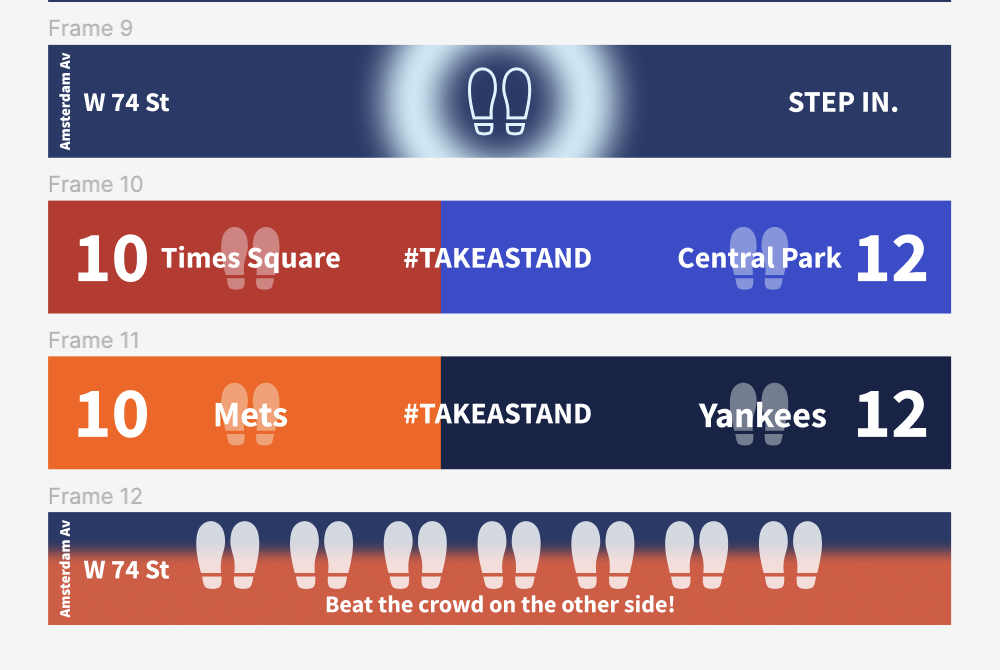 Frame 9
Amsterdam Av
W 74 St
STEP IN.
Frame 10
10 Times Square #TAKEASTAND Central Park 12
Frame 11
10 Mets #TAKEASTAND Yankees 12
Frame 12
Amsterdam Av
W 74 St
Beat the crowd on the other side!